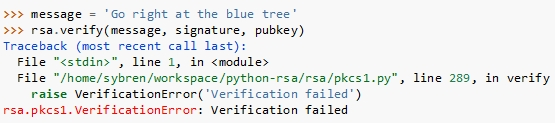 >>> message = 'Go right at the blue tree'
>>> rsa.verify(message, signature, pubkey)
Traceback (most recent call last):
  File "<stdin>", line 1, in <module>
  File "/home/sybren/workspace/python-rsa/rsa/pkcs1.py", line 289, in verify
    raise VerificationError('Verification failed')
rsa.pkcs1.VerificationError: Verification failed